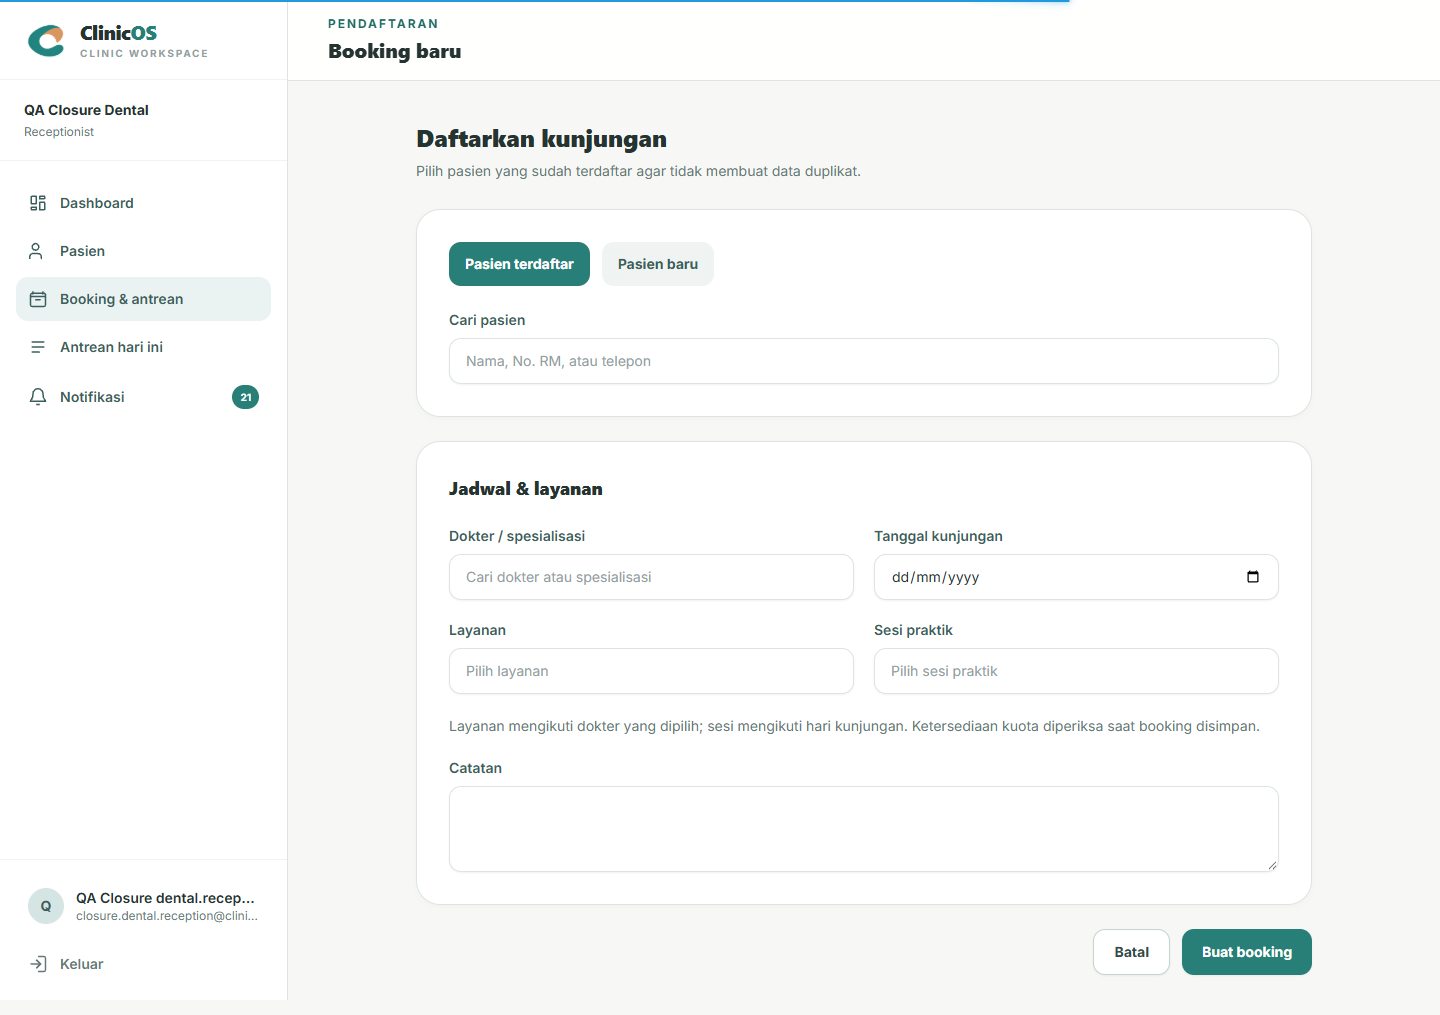 ClinicOS
CLINIC WORKSPACE
QA Closure Dental
Receptionist
Dashboard
Pasien
Booking & antrean
Antrean hari ini
Notifikasi
21
QA Closure dental.recep...
Q
closure.dental.reception@clini...
Keluar
PENDAFTARAN
Booking baru
Daftarkan kunjungan
Pilih pasien yang sudah terdaftar agar tidak membuat data duplikat.
Pasien terdaftar
Pasien baru
Cari pasien
Nama, No. RM, atau telepon
Jadwal & layanan
Dokter / spesialisasi
Tanggal kunjungan
Cari dokter atau spesialisasi
dd/mm/yyyy
Layanan
Sesi praktik
Pilih layanan
Pilih sesi praktik
Layanan mengikuti dokter yang dipilih; sesi mengikuti hari kunjungan. Ketersediaan kuota diperiksa saat booking disimpan.
Catatan
Batal
Buat booking